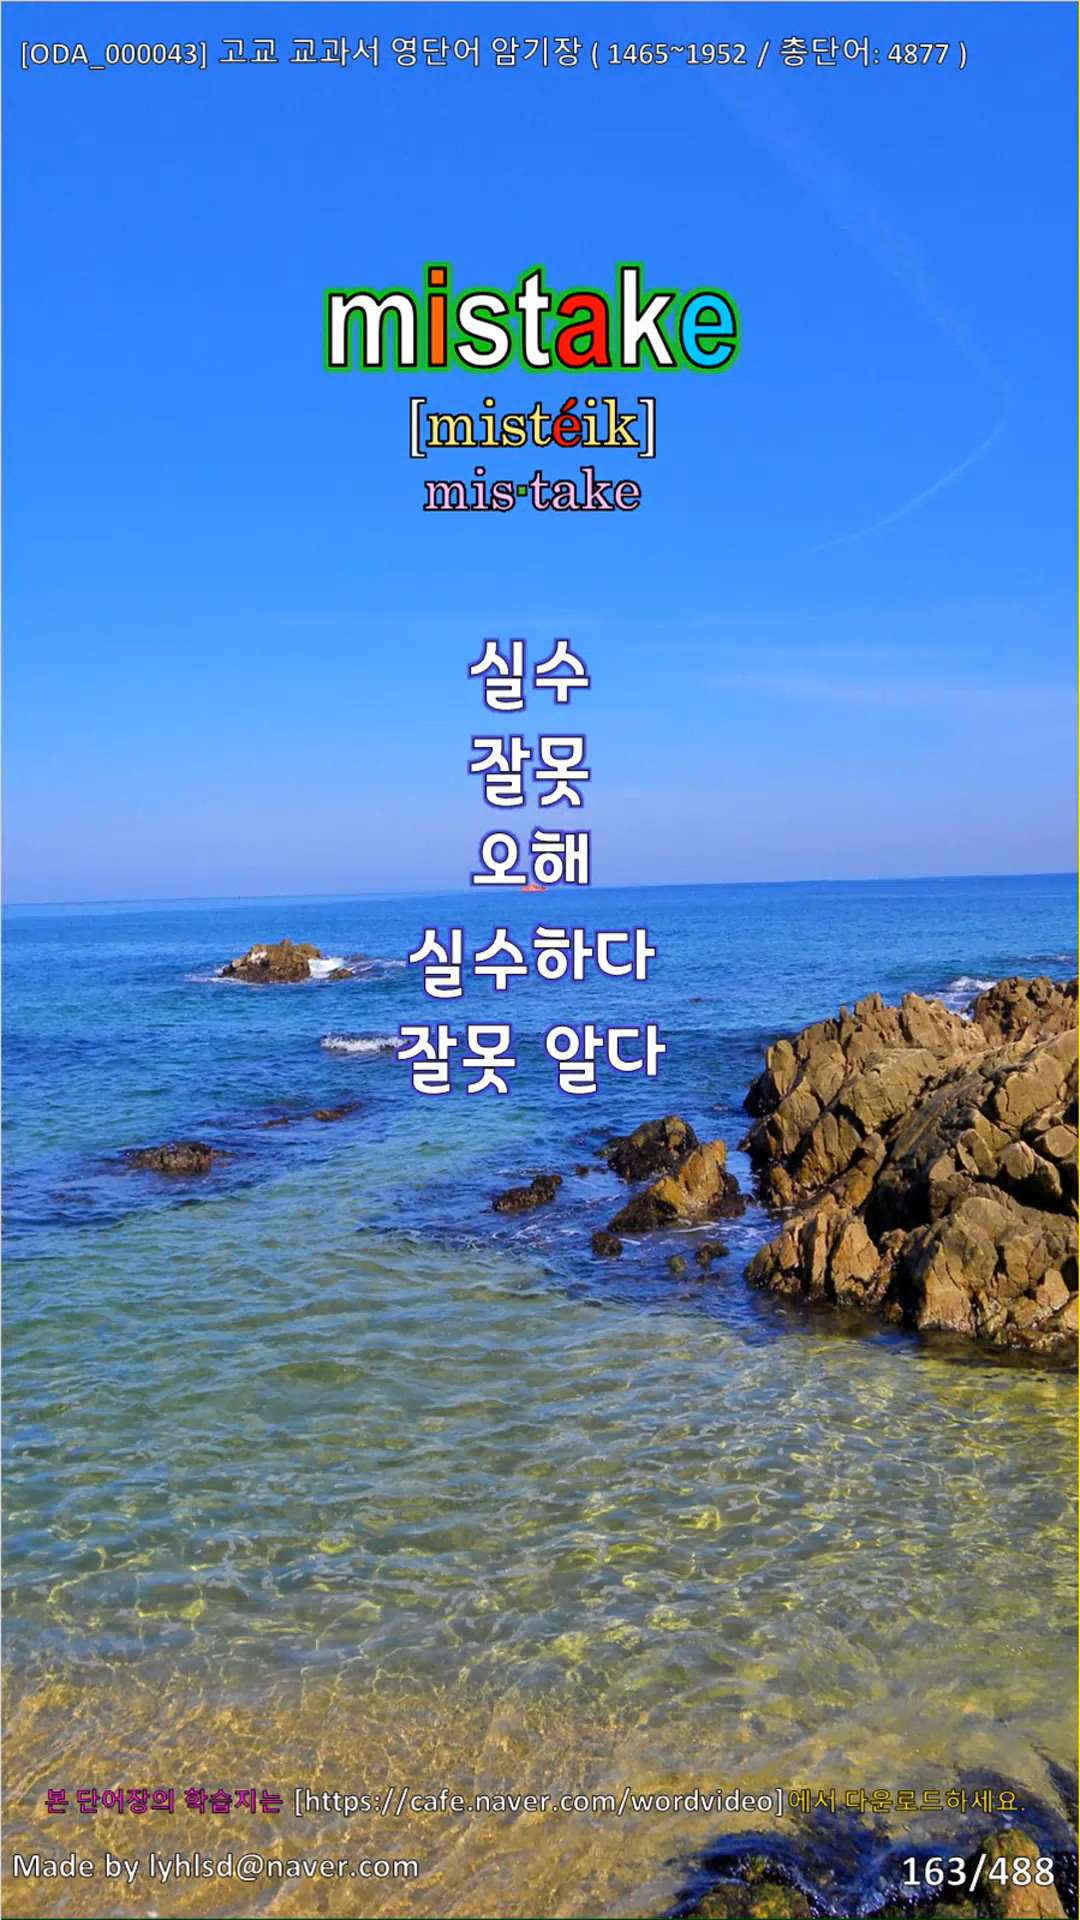 [ODA_000043] 고교 교과서 영단어 암기장 ( 1465~1952 / 총단어: 4877 )
mistake
[mistéik]
mis·take
실수
잘못
오해
실수하다
잘못 알다
본 단어장의 학습지는 [https://cafe.naver.com/wordvideo]에서 다운로드하세요.
Made by lyhlsd@naver.com
163/488